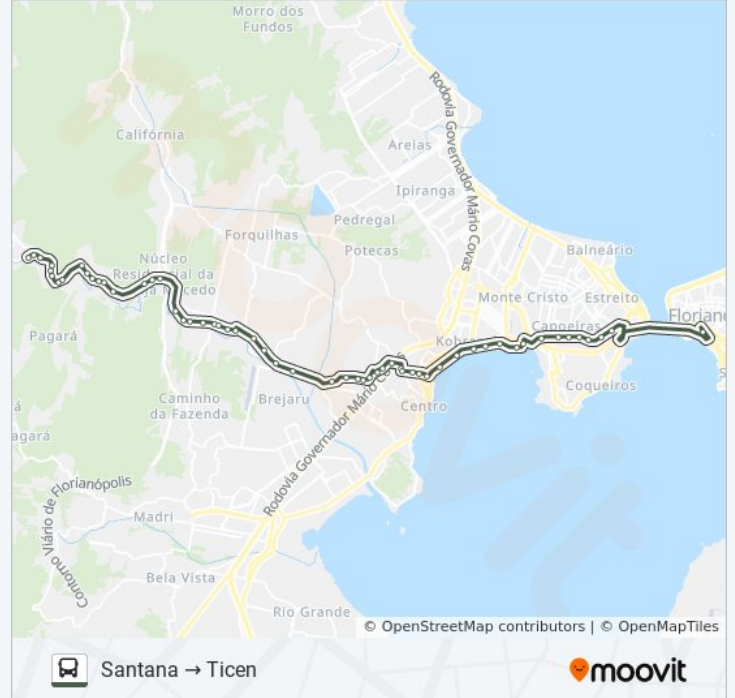 Morro dos
Fundos
Rodovia Governador Mário Covas
Califórnia
Areias
Ipiranga
Pedregal
Forquilhas
Potecas
Balneário
Núcleo
Residencial da
Monte Cristo
Estreito
Capoeiras
Pagará
Coqueiros
Caminho
da Fazenda
Brejaru
Centro
Rodovia Governador Mário Covas
Contorno Viário de Florianópolis
Madri
Bela Vista
Rio Grande
© OpenStreetMap contributors | © OpenMapTiles
Santana → Ticen
moovit